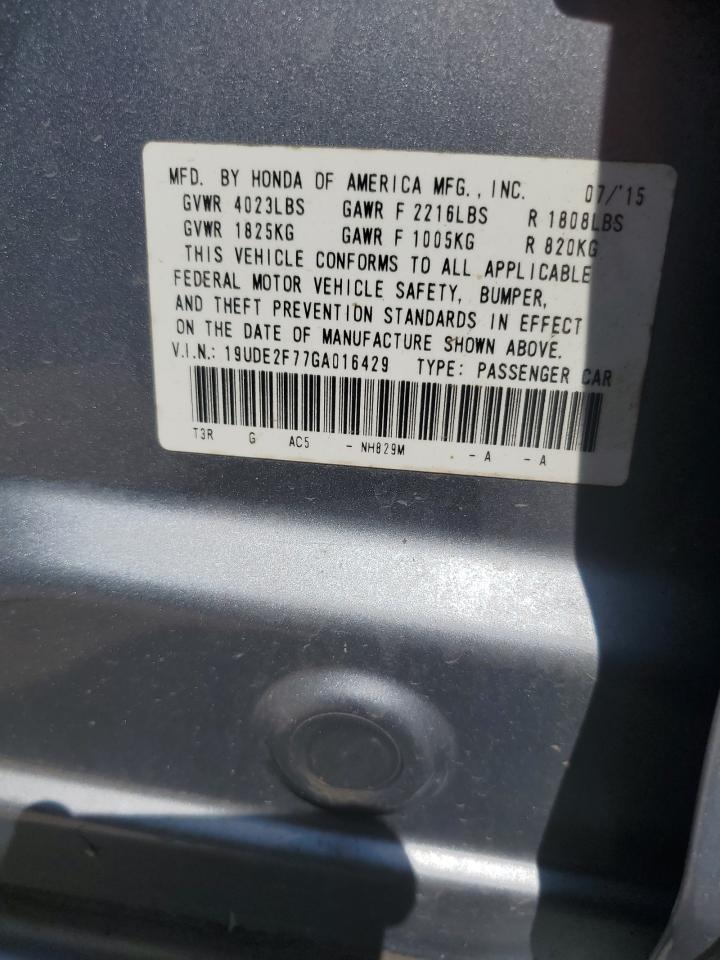 MFD. BY HONDA OF AMERICA MFG., INC. 07/'15
GVWR 4023LBS GAWR F 2216LBS R 1808LBS
GVWR 1825KG GAWR F 1005KG R 820KG
THIS VEHICLE CONFORMS TO ALL APPLICABLE
FEDERAL MOTOR VEHICLE SAFETY, BUMPER,
AND THEFT PREVENTION STANDARDS IN EFFECT
ON THE DATE OF MANUFACTURE SHOWN ABOVE.
V.I.N.: 19UDE2F77GA016429 TYPE: PASSENGER CAR
T3R G AC5 - NH829M - A - A